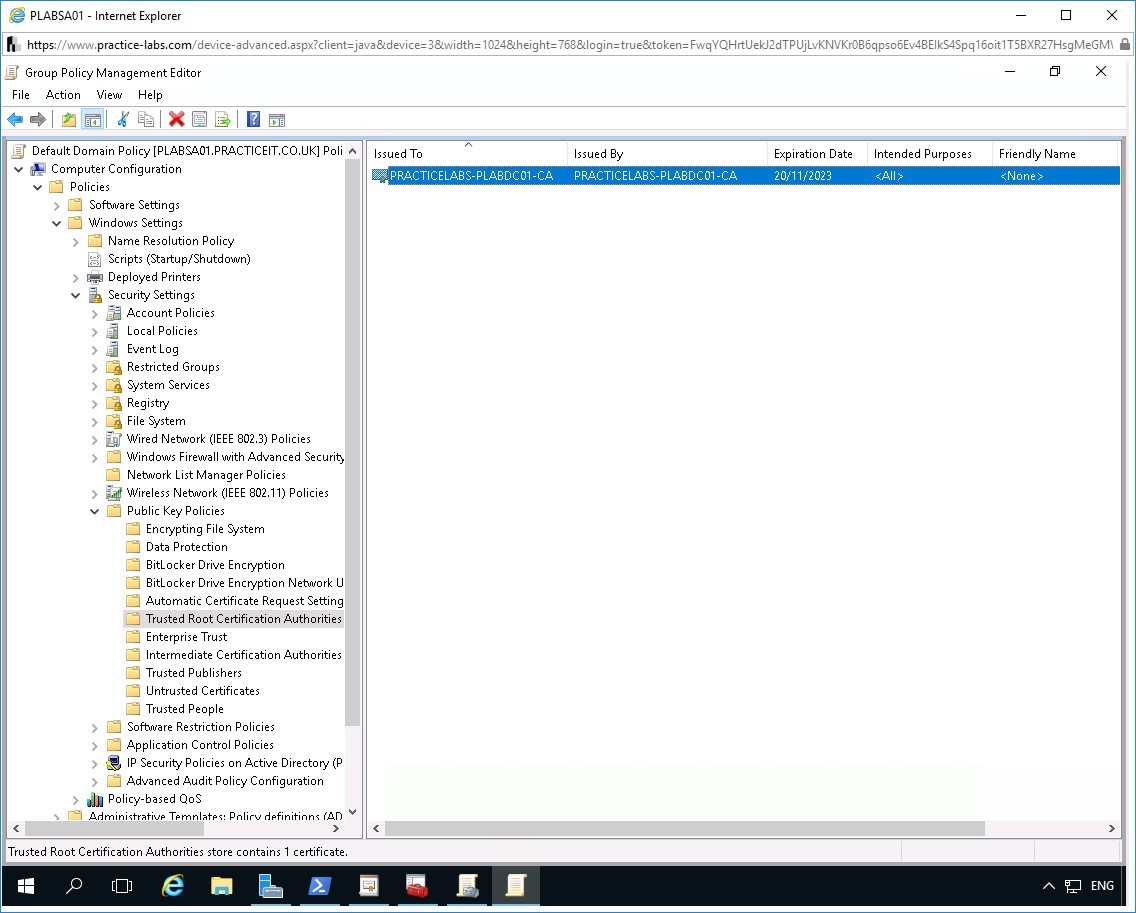 PLABSA01 - Internet Explorer
https://www.practice-labs.com/device-advanced.aspx?client=java&device=3&width=1024&height=768&login=true&token=FwqYQHrtUekJ2dTPUjLvKNVKr0B6qpso6Ev4BElkS4Spq16oit1T5BXR27HsgMeGM
Group Policy Management Editor
File Action View Help
Default Domain Policy [PLABSA01.PRACTICEIT.CO.UK] Poli
Computer Configuration
Policies
Software Settings
Windows Settings
Name Resolution Policy
Scripts (Startup/Shutdown)
Deployed Printers
Security Settings
Account Policies
Local Policies
Event Log
Restricted Groups
System Services
Registry
File System
Wired Network (IEEE 802.3) Policies
Windows Firewall with Advanced Security
Network List Manager Policies
Wireless Network (IEEE 802.11) Policies
Public Key Policies
Encrypting File System
Data Protection
BitLocker Drive Encryption
BitLocker Drive Encryption Network U
Automatic Certificate Request Setting
Trusted Root Certification Authorities
Enterprise Trust
Intermediate Certification Authorities
Trusted Publishers
Untrusted Certificates
Trusted People
Software Restriction Policies
Application Control Policies
IP Security Policies on Active Directory (P
Advanced Audit Policy Configuration
Policy-based QoS
Administrative Templates: Policy definitions (AD
Issued To Issued By Expiration Date Intended Purposes Friendly Name
PRACTICELABS-PLABDC01-CA PRACTICELABS-PLABDC01-CA 20/11/2023 <All> <None>
Trusted Root Certification Authorities store contains 1 certificate.
ENG